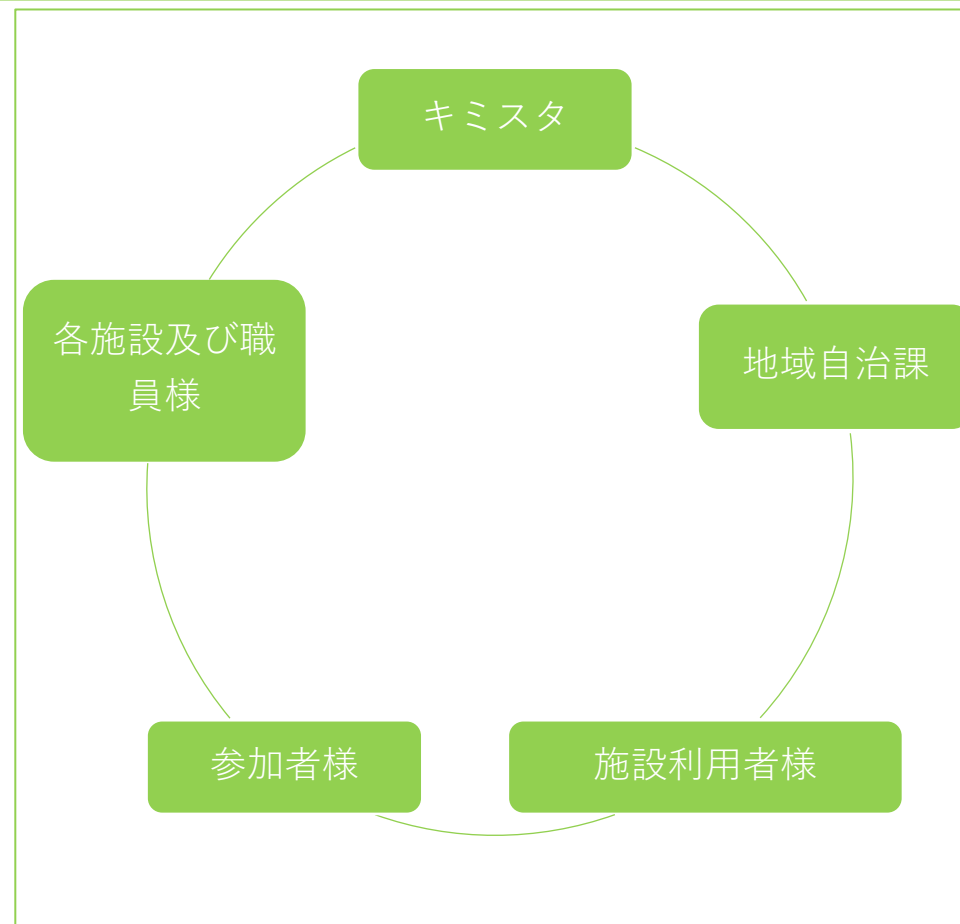 キミスタ
各施設及び職
員様
地域自治課
参加者様
施設利用者様